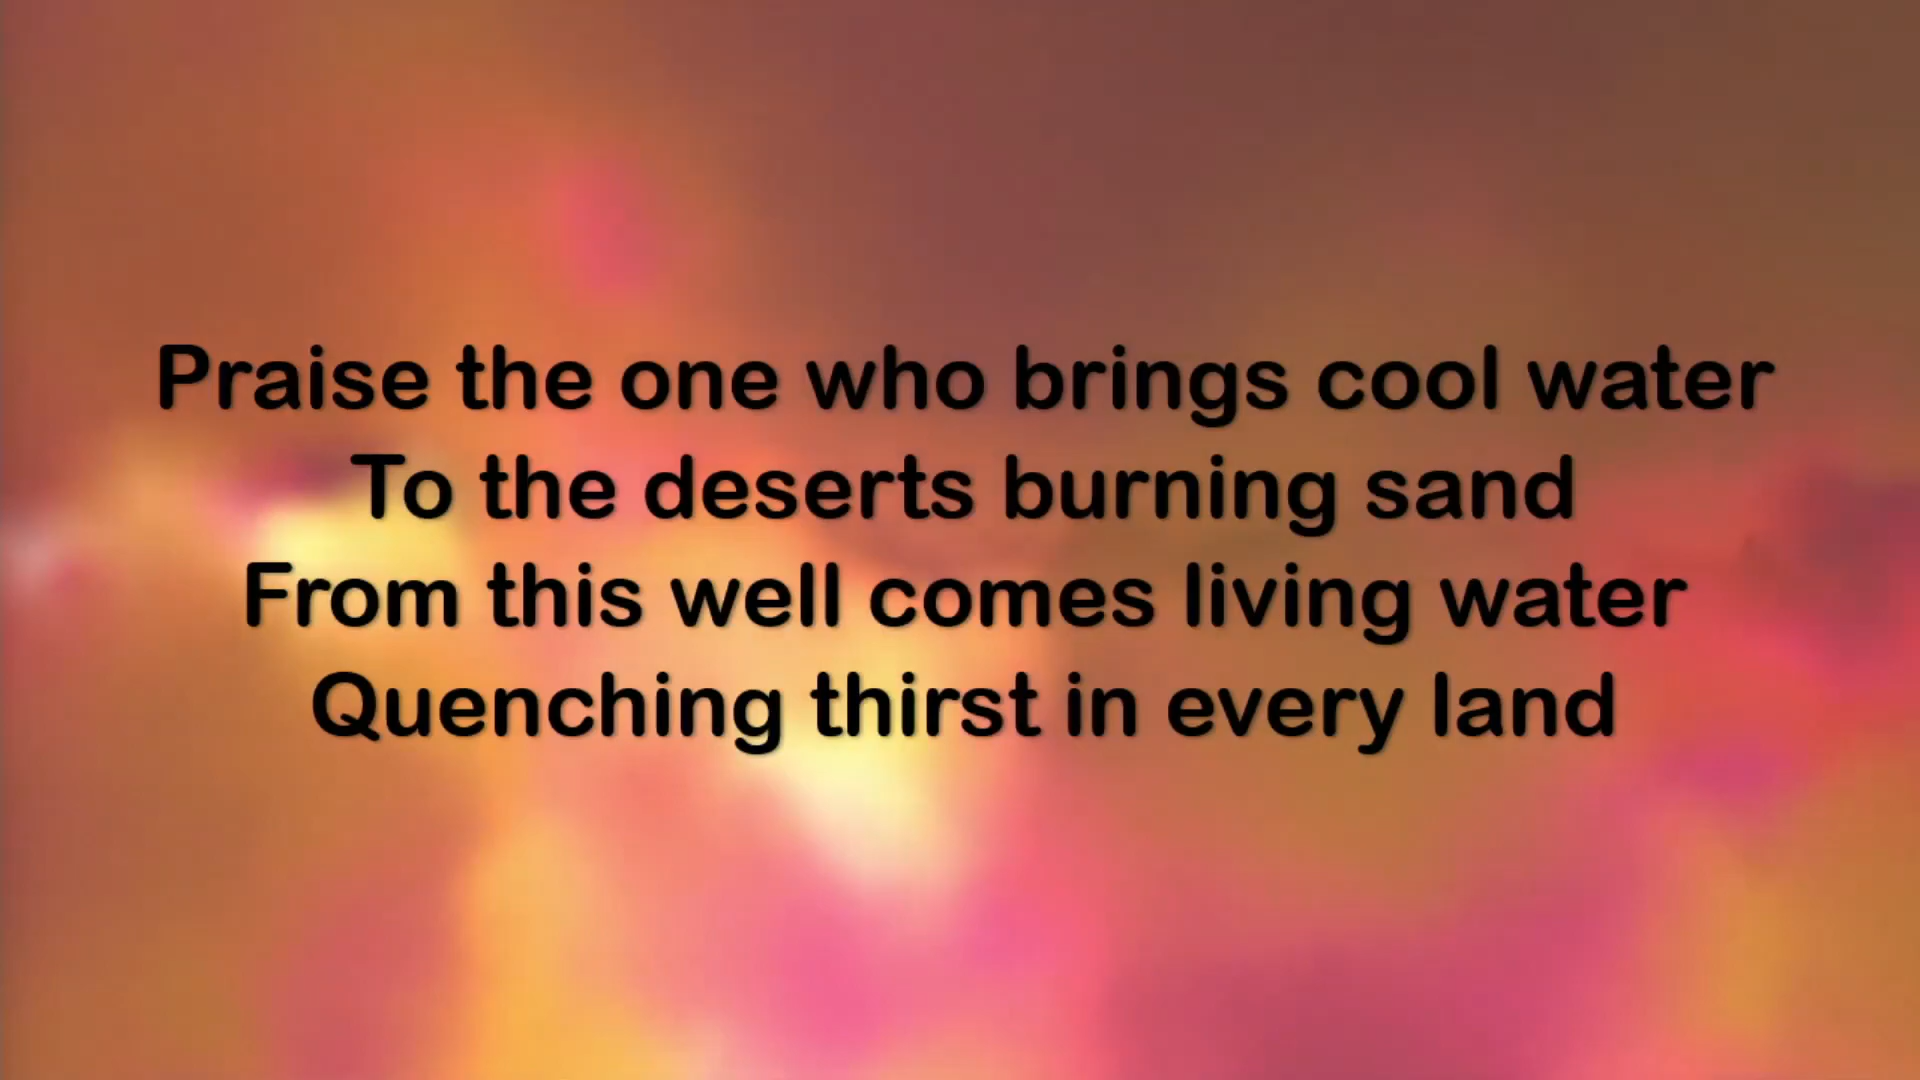 Praise the one who brings cool water
To the deserts burning sand
From this well comes living water
Quenching thirst in every land